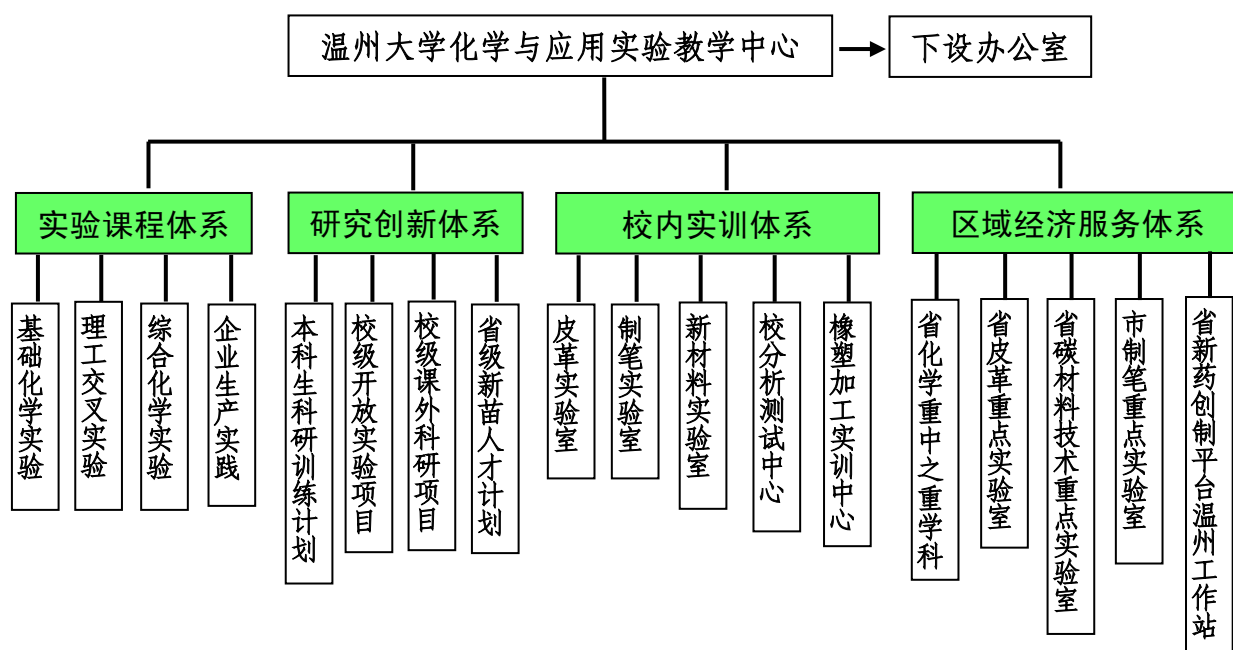 温州大学化学与应用实验教学中心
下设办公室
实验课程体系
研究创新体系
校内实训体系
区域经济服务体系
基础化学实验
理工交叉实验
综合化学实验
企业生产实践
本科生科研训练计划
校级开放实验项目
校级课外科研项目
省级新苗人才计划
皮革实验室
制笔实验室
新材料实验室
校分析测试中心
橡塑加工实训中心
省化学重中之重学科
省皮革重点实验室
省碳材料技术重点实验室
市制笔重点实验室
省新药创制平台温州工作站